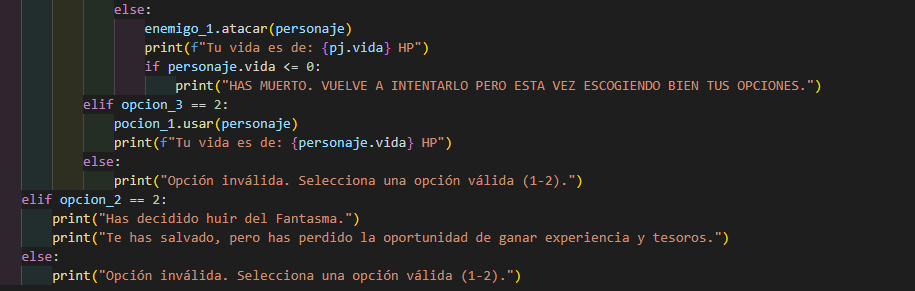 else:
enemigo_1.atacar(personaje)
print(f"Tu vida es de: {pj.vida} HP")
if personaje.vida <= 0:
print("HAS MUERTO. VUELVE A INTENTARLO PERO ESTA VEZ ESCOGIENDO BIEN TUS OPCIONES.")
elif opcion_3 == 2:
pocion_1.usar(personaje)
print(f"Tu vida es de: {personaje.vida} HP")
else:
print("Opción inválida. Selecciona una opción válida (1-2).")
elif opcion_2 == 2:
print("Has decidido huir del Fantasma.")
print("Te has salvado, pero has perdido la oportunidad de ganar experiencia y tesoros.")
else:
print("Opción inválida. Selecciona una opción válida (1-2).")